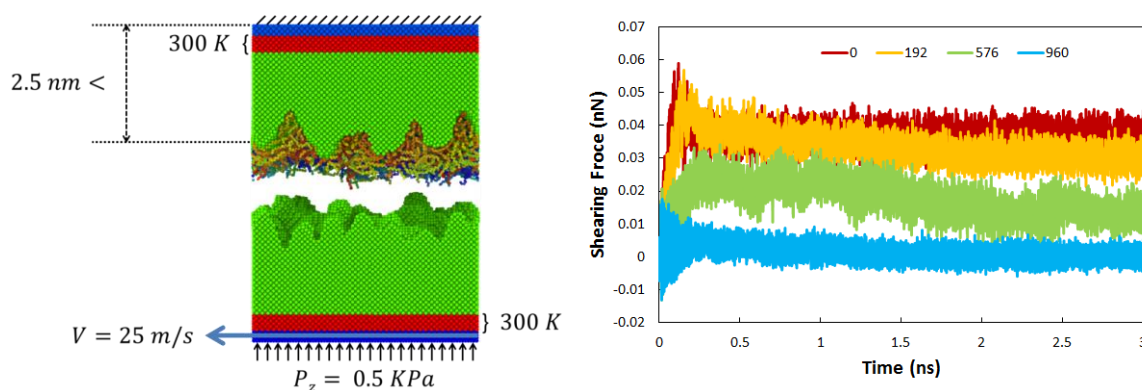 300 K {
2.5 nm <
} 300 K
V = 25 m/s
P_z = 0.5 KPa
0 192 576 960
Shearing Froce (nN)
0.07
0.06
0.05
0.04
0.03
0.02
0.01
0
-0.01
-0.02
0 0.5 1 1.5 2 2.5 3
Time (ns)